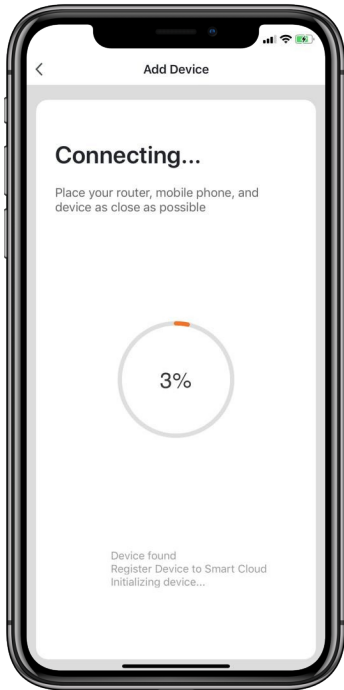 Add Device
Connecting...
Place your router, mobile phone, and
device as close as possible
3%
Device found
Register Device to Smart Cloud
Initializing device...